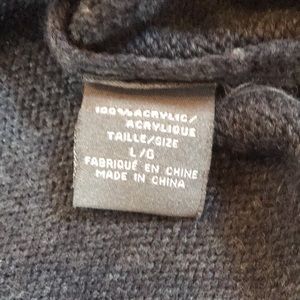 100% ACRYLIC/
ACRYLIQUE
TAILLE/SIZE
L/G
FABRIQUÉ EN CHINE
MADE IN CHINA